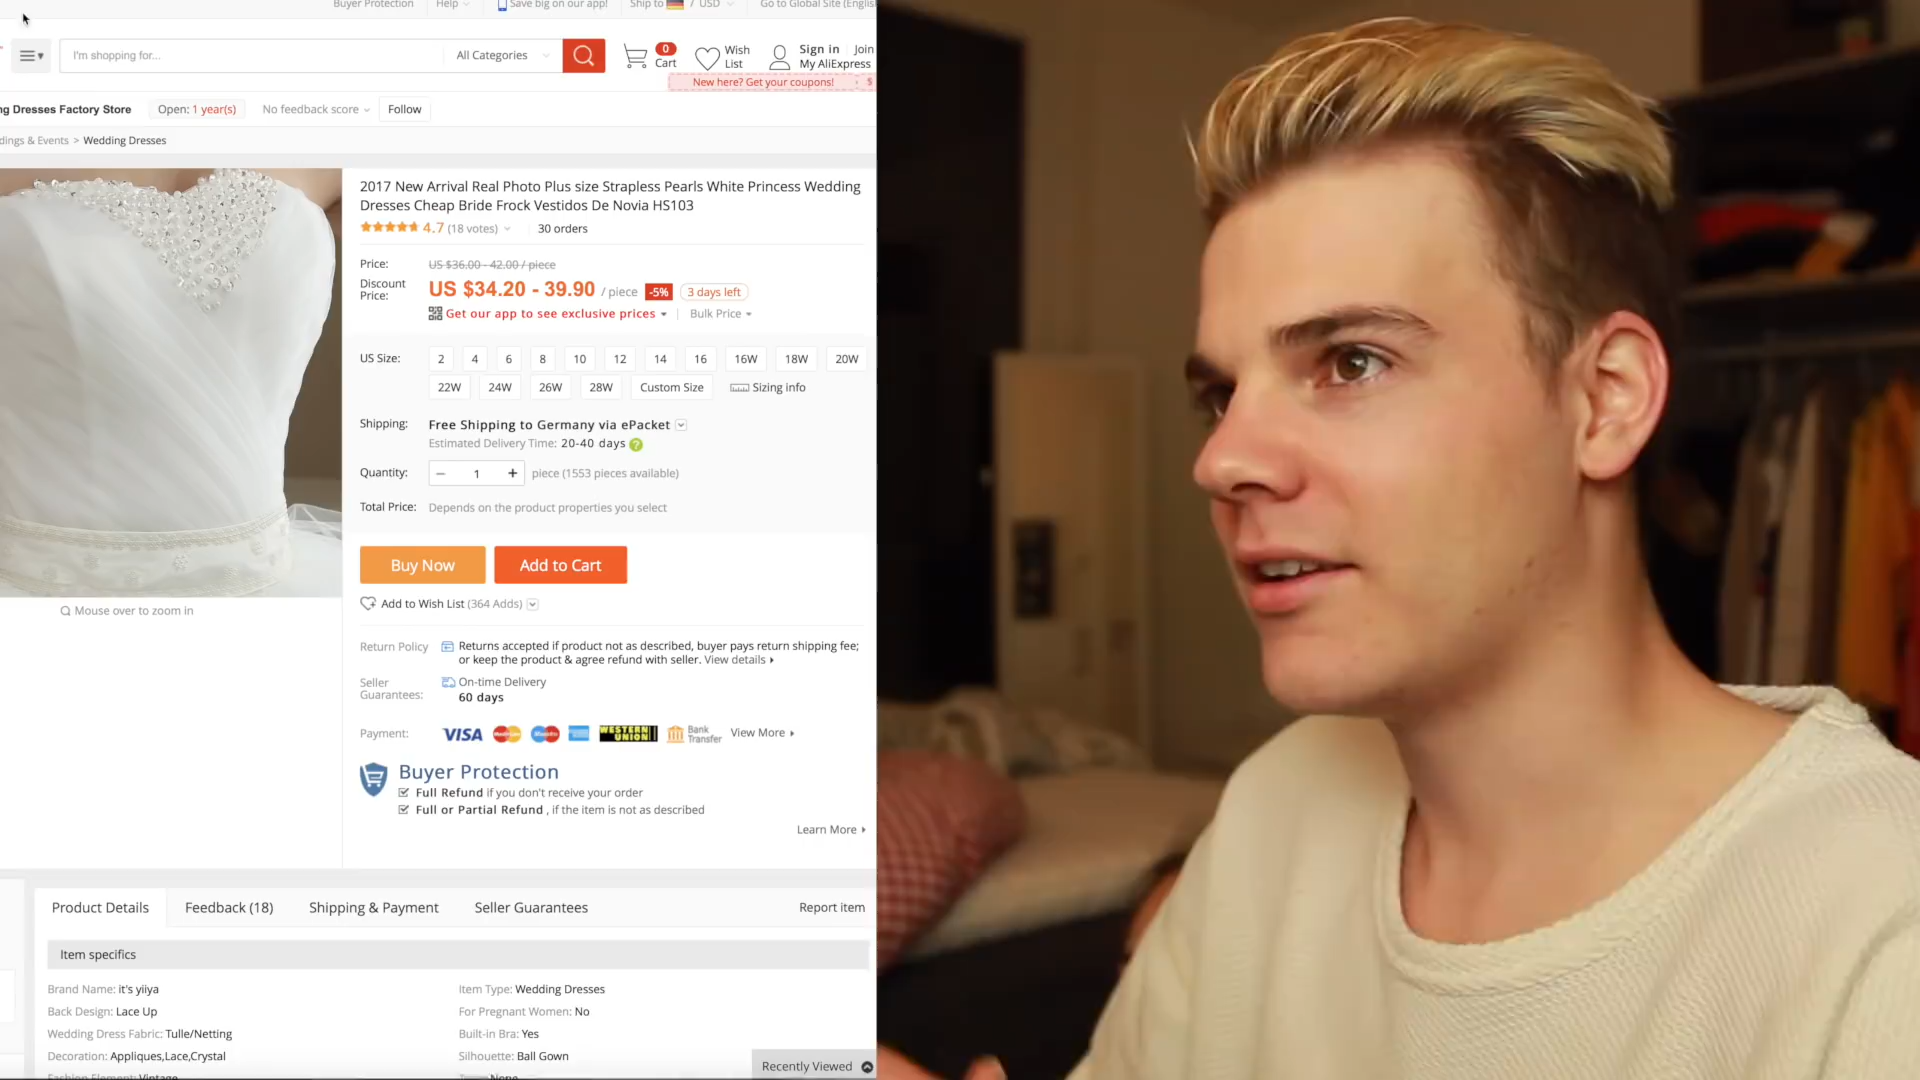 Buyer Protection Help Save big on our app! Ship to / USD Go to Global Site (English
I'm shopping for... All Categories 0 Cart Wish List Sign in Join My AliExpress
New here? Get your coupons! $
ng Dresses Factory Store Open: 1 year(s) No feedback score Follow
dings & Events > Wedding Dresses
2017 New Arrival Real Photo Plus size Strapless Pearls White Princess Wedding
Dresses Cheap Bride Frock Vestidos De Novia HS103
4.7 (18 votes) 30 orders
Price: US $36.00 - 42.00 / piece
Discount Price: US $34.20 - 39.90 / piece -5% 3 days left
Get our app to see exclusive prices Bulk Price
US Size: 2 4 6 8 10 12 14 16 16W 18W 20W
22W 24W 26W 28W Custom Size Sizing info
Shipping: Free Shipping to Germany via ePacket
Estimated Delivery Time: 20-40 days ?
Quantity: − 1 + piece (1553 pieces available)
Total Price: Depends on the product properties you select
Buy Now Add to Cart
Mouse over to zoom in
Add to Wish List (364 Adds)
Return Policy Returns accepted if product not as described, buyer pays return shipping fee;
or keep the product & agree refund with seller. View details
Seller Guarantees: On-time Delivery
60 days
Payment: VISA MasterCard Maestro WESTERN UNION Bank Transfer View More
Buyer Protection
Full Refund if you don't receive your order
Full or Partial Refund , if the item is not as described
Learn More
Product Details Feedback (18) Shipping & Payment Seller Guarantees Report item
Item specifics
Brand Name: it's yiiya Item Type: Wedding Dresses
Back Design: Lace Up For Pregnant Women: No
Wedding Dress Fabric: Tulle/Netting Built-in Bra: Yes
Decoration: Appliques,Lace,Crystal Silhouette: Ball Gown
Recently Viewed
Fashion Element: Vintage None